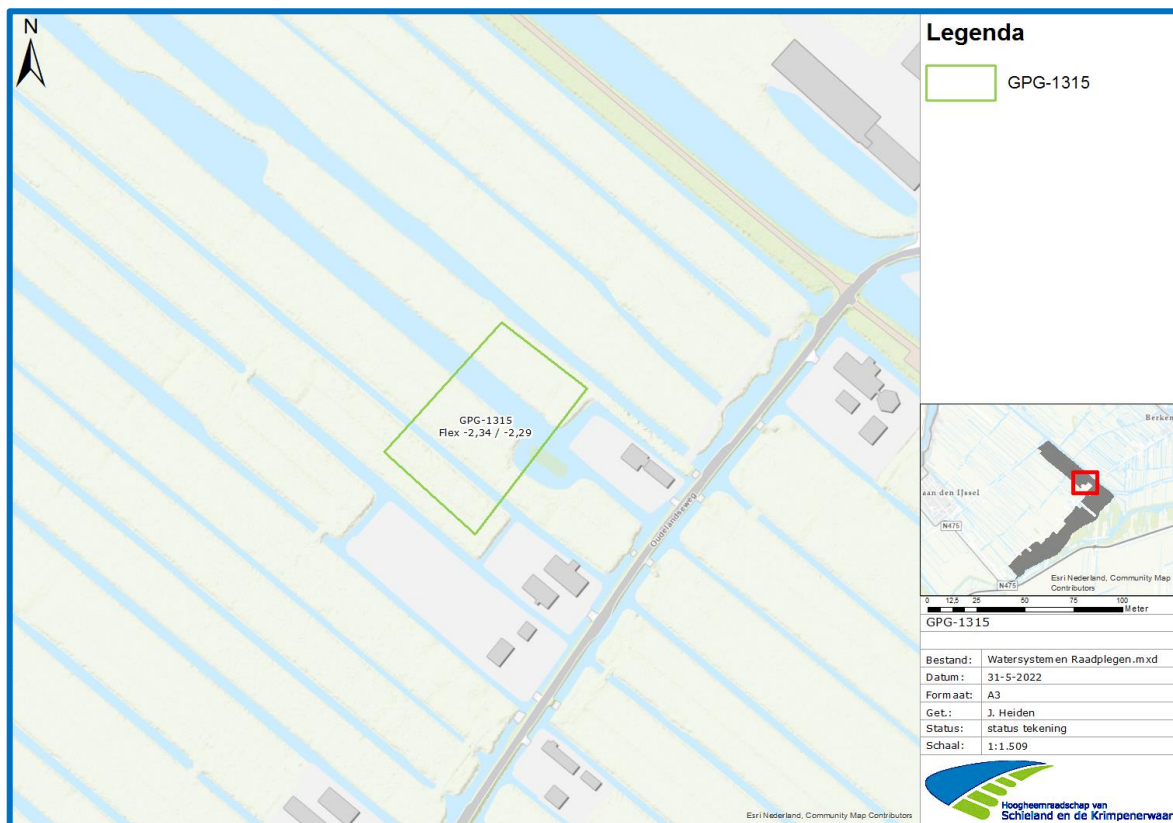 N
GPG-1315
Flex -2,34 / -2,29
Oudelandseweg
Esri Nederland, Community Map Contributors
Legenda
GPG-1315
Berken
aan den IJssel
N475
N475
Esri Nederland, Community Map
Contributors
0 12,5 25 50 75 100
Meter
GPG-1315
Bestand: Watersystemen Raadplegen.mxd
Datum: 31-5-2022
Formaat: A3
Get.: J. Heiden
Status: status tekening
Schaal: 1:1.509
Hoogheemraadschap van
Schieland en de Krimpenerwaar